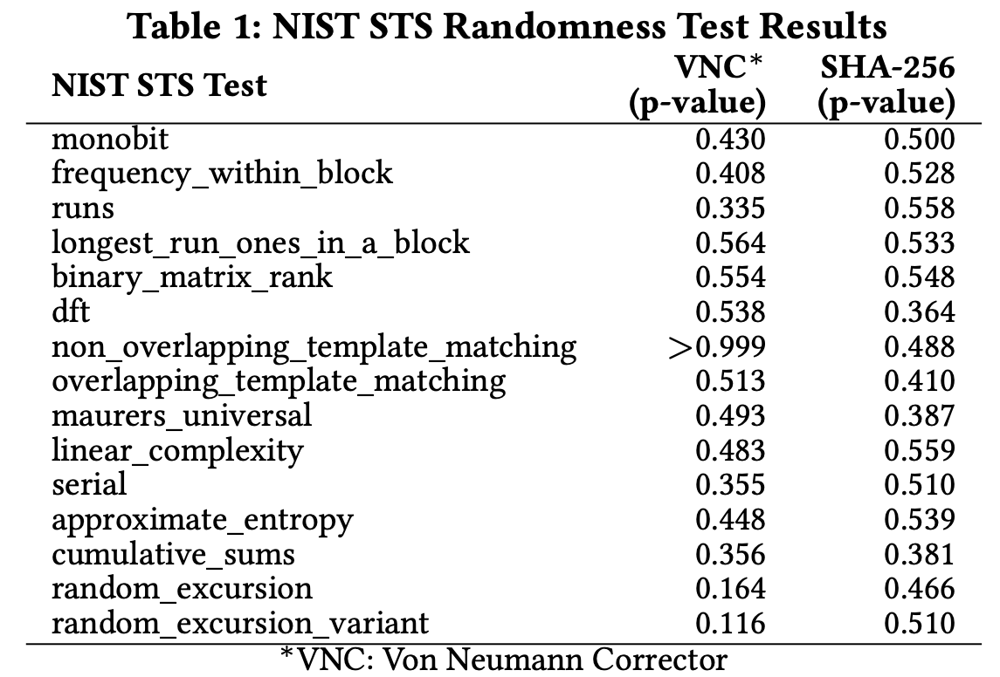 Table 1: NIST STS Randomness Test Results
NIST STS Test VNC* (p-value) SHA-256 (p-value)
monobit 0.430 0.500
frequency_within_block 0.408 0.528
runs 0.335 0.558
longest_run_ones_in_a_block 0.564 0.533
binary_matrix_rank 0.554 0.548
dft 0.538 0.364
non_overlapping_template_matching >0.999 0.488
overlapping_template_matching 0.513 0.410
maurers_universal 0.493 0.387
linear_complexity 0.483 0.559
serial 0.355 0.510
approximate_entropy 0.448 0.539
cumulative_sums 0.356 0.381
random_excursion 0.164 0.466
random_excursion_variant 0.116 0.510
*VNC: Von Neumann Corrector